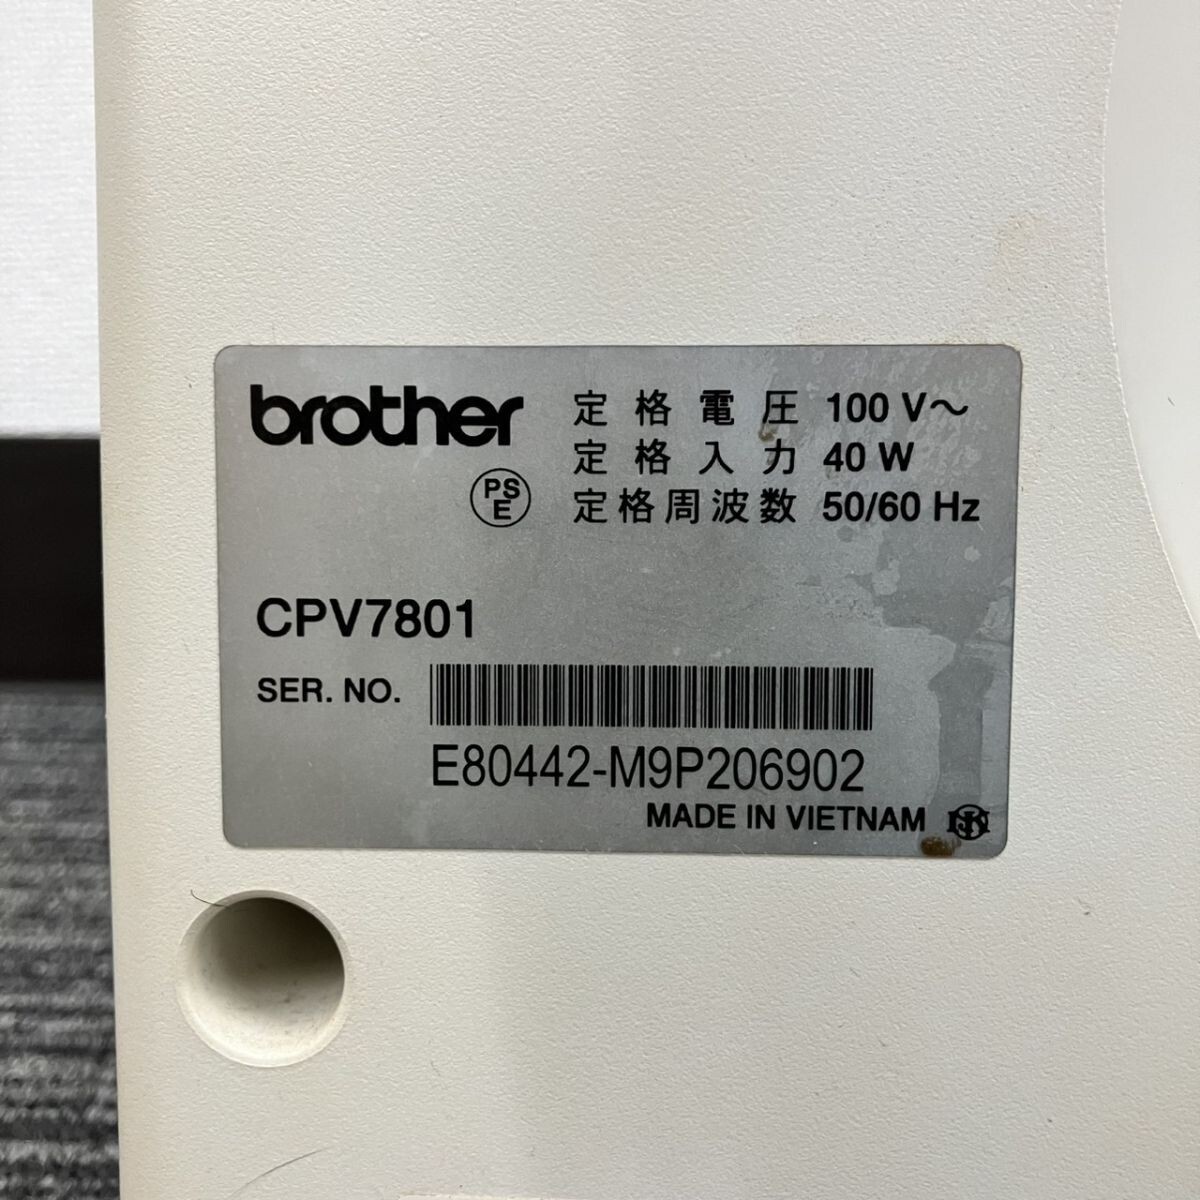 brother
定格電圧 100 V～
定格入力 40 W
PS
E
定格周波数 50/60 Hz
CPV7801
SER. NO.
E80442-M9P206902
MADE IN VIETNAM